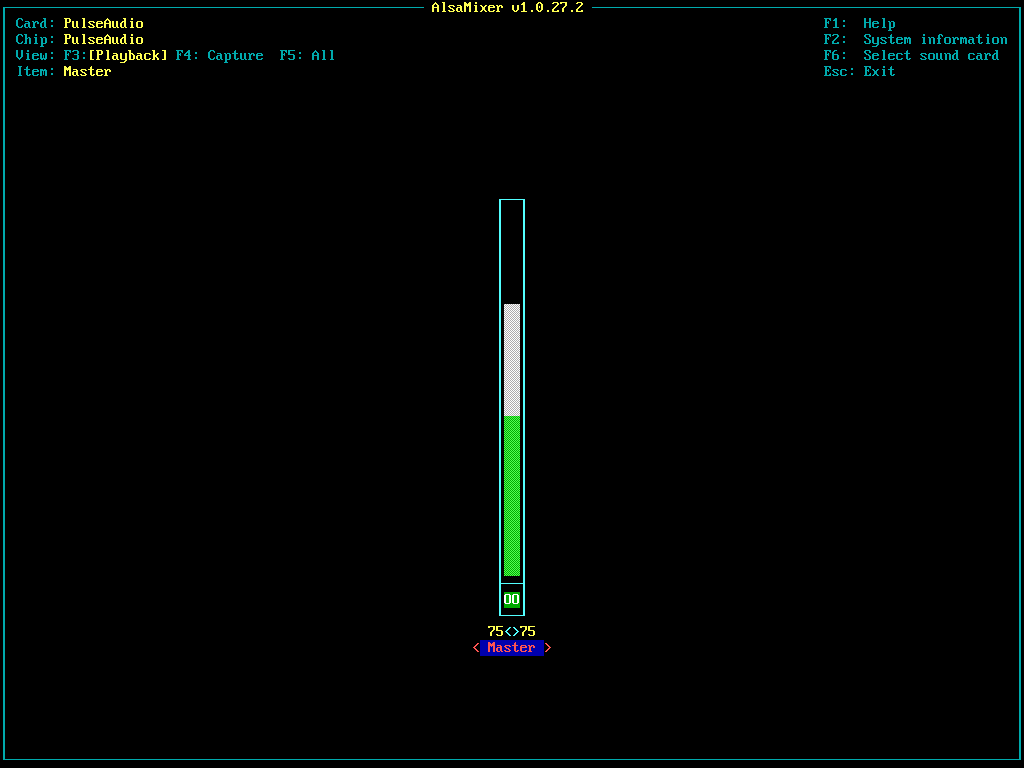 AlsaMixer v1.0.27.2
Card: PulseAudio
Chip: PulseAudio
View: F3:[Playback] F4: Capture  F5: All
Item: Master
F1:  Help
F2:  System information
F6:  Select sound card
Esc: Exit
OO
75<>75
< Master >